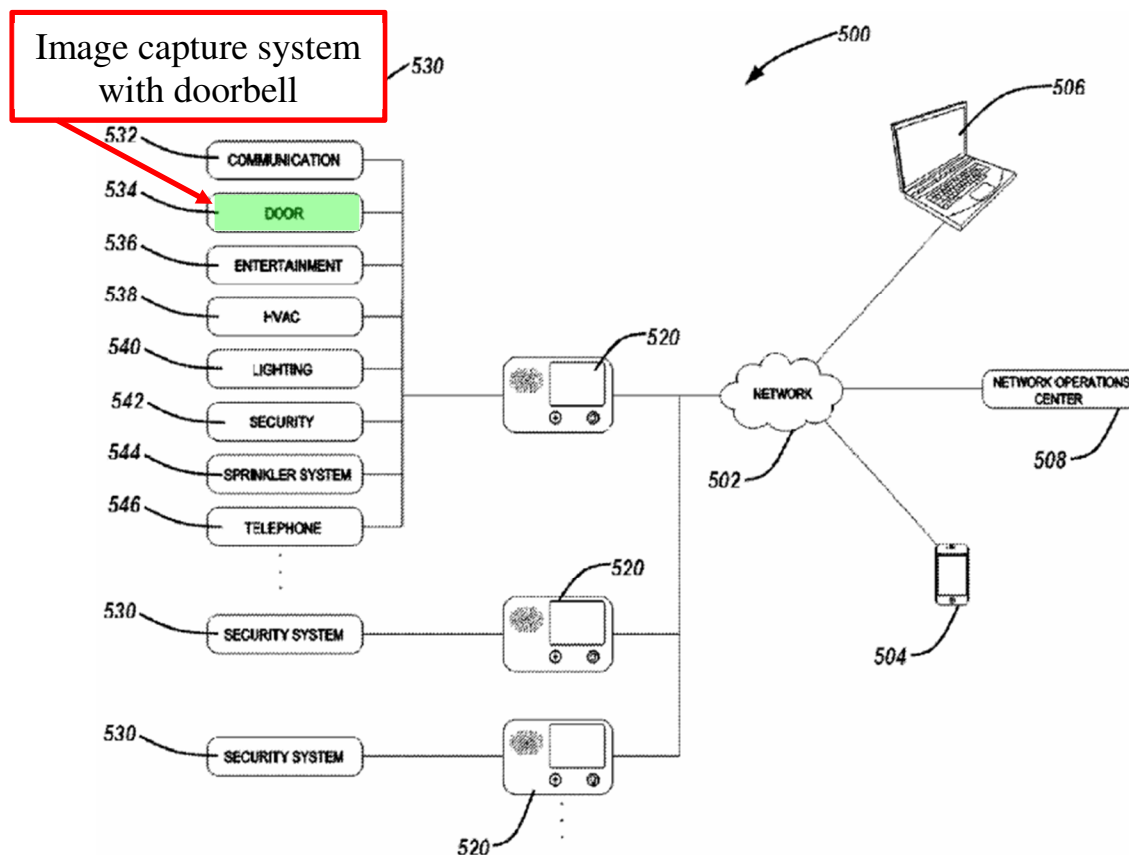 Image capture system
with doorbell
530
500
506
532
COMMUNICATION
534
DOOR
536
ENTERTAINMENT
538
HVAC
520
540
LIGHTING
NETWORK
NETWORK OPERATIONS
CENTER
542
SECURITY
502
508
544
SPRINKLER SYSTEM
546
TELEPHONE
520
504
530
SECURITY SYSTEM
530
SECURITY SYSTEM
520